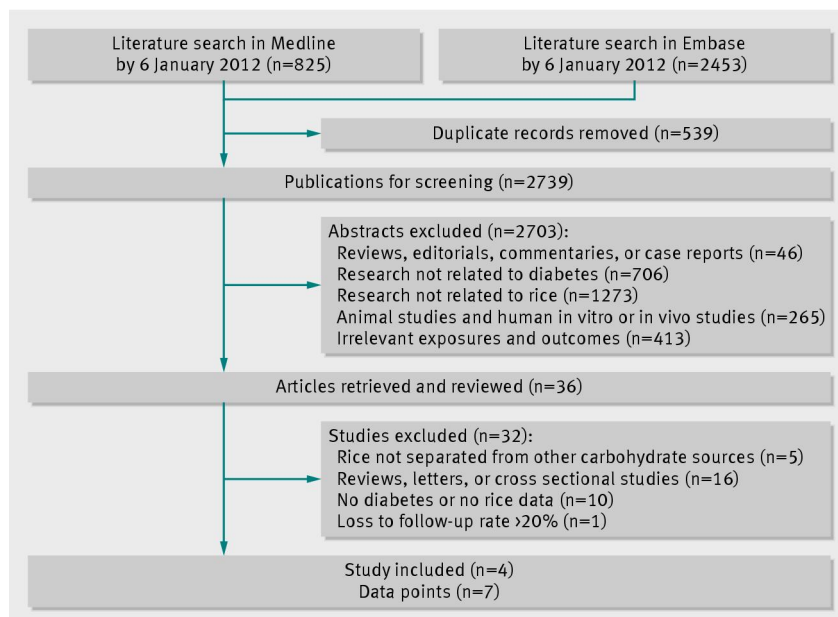 Literature search in Medline
by 6 January 2012 (n=825)
Literature search in Embase
by 6 January 2012 (n=2453)
Duplicate records removed (n=539)
Publications for screening (n=2739)
Abstracts excluded (n=2703):
Reviews, editorials, commentaries, or case reports (n=46)
Research not related to diabetes (n=706)
Research not related to rice (n=1273)
Animal studies and human in vitro or in vivo studies (n=265)
Irrelevant exposures and outcomes (n=413)
Articles retrieved and reviewed (n=36)
Studies excluded (n=32):
Rice not separated from other carbohydrate sources (n=5)
Reviews, letters, or cross sectional studies (n=16)
No diabetes or no rice data (n=10)
Loss to follow-up rate >20% (n=1)
Study included (n=4)
Data points (n=7)